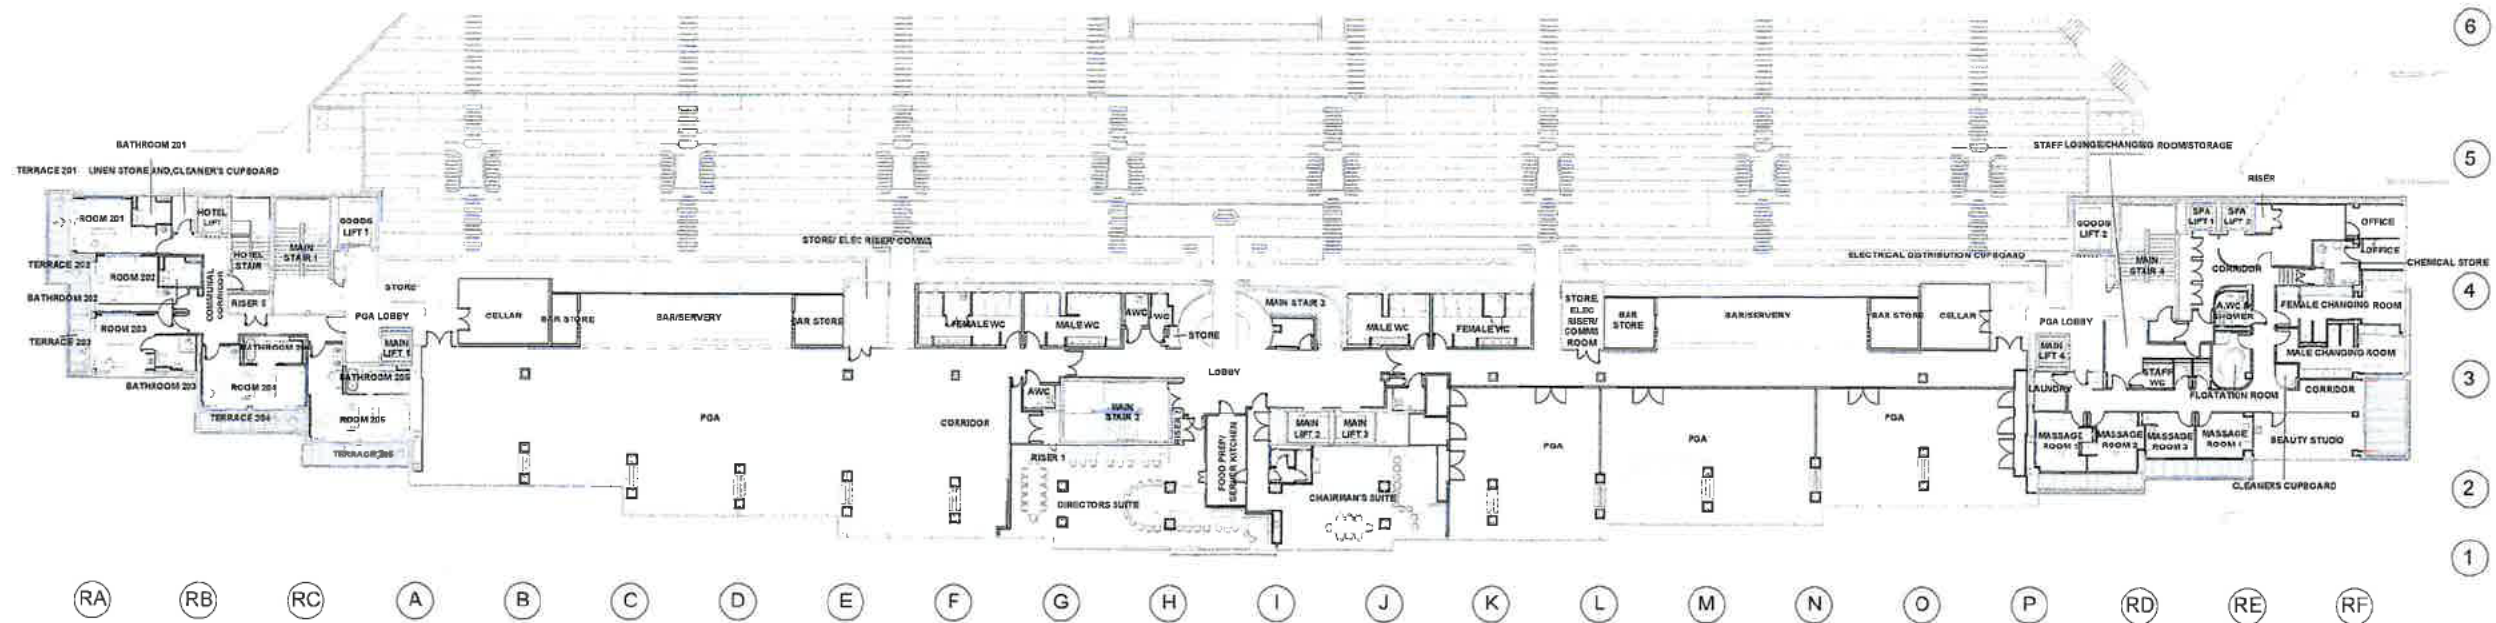 6
5
BATHROOM 201
STAFF LOUNGE/CHANGING ROOM/STORAGE
TERRACE 201
LINEN STORE AND CLEANER'S CUPBOARD
RISER
ROOM 201
HOTEL
LIFT
GOODS
LIFT 1
SPA
LIFT 1
SPA
LIFT 2
OFFICE
GOODS
LIFT 2
STORE/ ELEC RISER/ COMMS
MAIN
STAIR 1
HOTEL
STAIR
OFFICE
ELECTRICAL DISTRIBUTION CUPBOARD
TERRACE 202
ROOM 202
MAIN
STAIR 4
CORRIDOR
CHEMICAL STORE
COMMUNAL
CORRIDOR
STORE
4
BATHROOM 202
RISER 5
MAIN STAIR 3
STORE,
ELEC
RISER/
COMMS
ROOM
A.WC &
SHOWER
FEMALE CHANGING ROOM
PGA LOBBY
CELLAR
BAR STORE
BAR/SERVERY
BAR STORE
FEMALE WC
MALE WC
AWC
WC
STORE
MALE WC
FEMALE WC
BAR
STORE
BAR/SERVERY
BAR STORE
CELLAR
PGA LOBBY
ROOM 203
TERRACE 203
MAIN
LIFT 1
MAIN
LIFT 4
MALE CHANGING ROOM
BATHROOM 205
LOBBY
STAFF
WC
3
BATHROOM 203
ROOM 204
AWC
LAUNDRY
FLOATATION ROOM
CORRIDOR
TERRACE 204
ROOM 205
PGA
CORRIDOR
MAIN
STAIR 2
RISER
MAIN
LIFT 2
MAIN
LIFT 3
PGA
PGA
PGA
MASSAGE
MASSAGE
ROOM 2
MASSAGE
ROOM 3
MASSAGE
BEAUTY STUDIO
TERRACE 205
RISER 1
FOOD PREP/
SERVER KITCHEN
DIRECTORS SUITE
CHAIRMAN'S SUITE
CLEANERS CUPBOARD
2
1
RA
RB
RC
A
B
C
D
E
F
G
H
I
J
K
L
M
N
O
P
RD
RE
RF